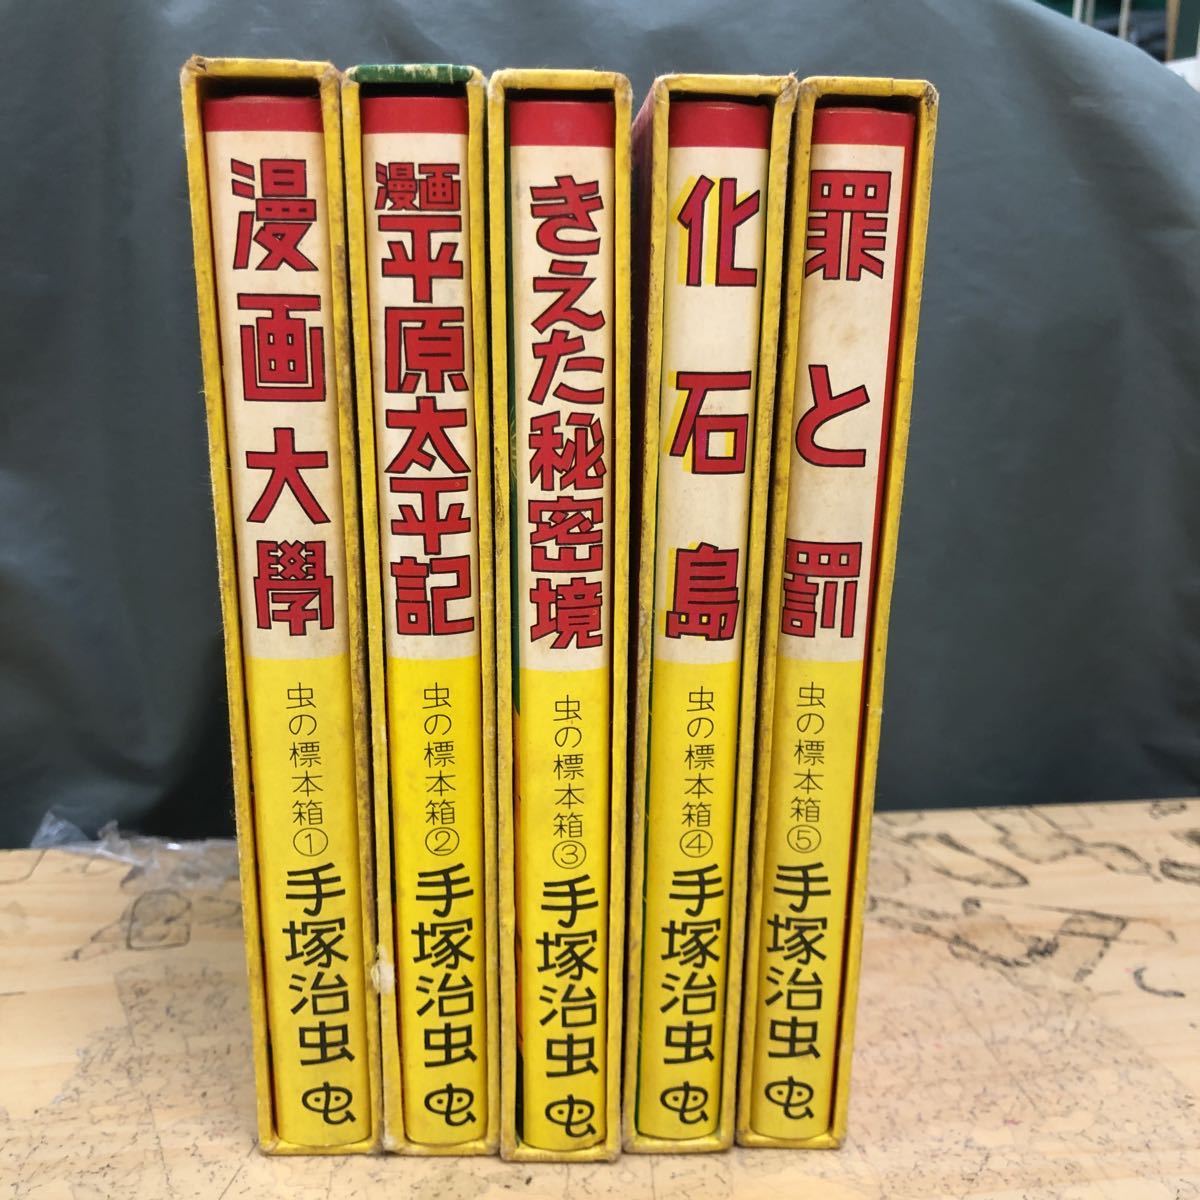 漫画大學
虫の標本箱①
手塚治虫
漫画
平原太平記
虫の標本箱②
手塚治虫
きえた秘密境
虫の標本箱③
手塚治虫
化石島
虫の標本箱④
手塚治虫
罪と罰
虫の標本箱⑤
手塚治虫